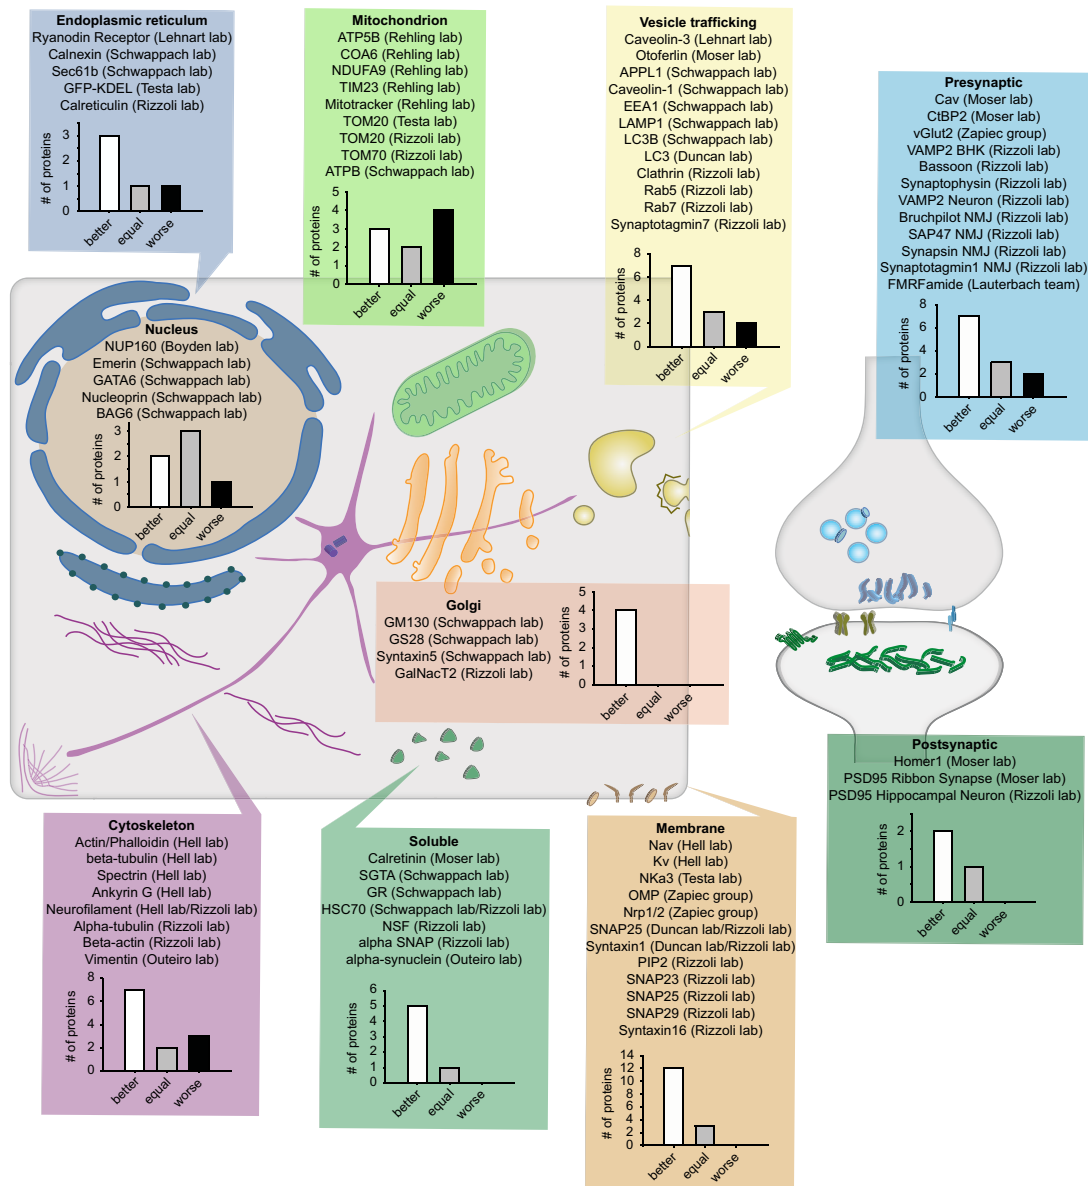 Endoplasmic reticulum
Ryanodin Receptor (Lehnart lab)
Calnexin (Schwappach lab)
Sec61b (Schwappach lab)
GFP-KDEL (Testa lab)
Calreticulin (Rizzoli lab)
# of proteins
3
2
1
0
better
equal
worse
Mitochondrion
ATP5B (Rehling lab)
COA6 (Rehling lab)
NDUFA9 (Rehling lab)
TIM23 (Rehling lab)
Mitotracker (Rehling lab)
TOM20 (Testa lab)
TOM20 (Rizzoli lab)
TOM70 (Rizzoli lab)
ATPB (Schwappach lab)
# of proteins
5
4
3
2
1
0
better
equal
worse
Vesicle trafficking
Caveolin-3 (Lehnart lab)
Otoferlin (Moser lab)
APPL1 (Schwappach lab)
Caveolin-1 (Schwappach lab)
EEA1 (Schwappach lab)
LAMP1 (Schwappach lab)
LC3B (Schwappach lab)
LC3 (Duncan lab)
Clathrin (Rizzoli lab)
Rab5 (Rizzoli lab)
Rab7 (Rizzoli lab)
Synaptotagmin7 (Rizzoli lab)
# of proteins
8
6
4
2
0
better
equal
worse
Presynaptic
Cav (Moser lab)
CtBP2 (Moser lab)
vGlut2 (Zapiec group)
VAMP2 BHK (Rizzoli lab)
Bassoon (Rizzoli lab)
Synaptophysin (Rizzoli lab)
VAMP2 Neuron (Rizzoli lab)
Bruchpilot NMJ (Rizzoli lab)
SAP47 NMJ (Rizzoli lab)
Synapsin NMJ (Rizzoli lab)
Synaptotagmin1 NMJ (Rizzoli lab)
FMRFamide (Lauterbach team)
# of proteins
8
6
4
2
0
better
equal
worse
Nucleus
NUP160 (Boyden lab)
Emerin (Schwappach lab)
GATA6 (Schwappach lab)
Nucleoprin (Schwappach lab)
BAG6 (Schwappach lab)
# of proteins
3
2
1
0
better
equal
worse
Golgi
GM130 (Schwappach lab)
GS28 (Schwappach lab)
Syntaxin5 (Schwappach lab)
GalNacT2 (Rizzoli lab)
# of proteins
5
4
3
2
1
0
better
equal
worse
Postsynaptic
Homer1 (Moser lab)
PSD95 Ribbon Synapse (Moser lab)
PSD95 Hippocampal Neuron (Rizzoli lab)
# of proteins
2
1
0
better
equal
worse
Cytoskeleton
Actin/Phalloidin (Hell lab)
beta-tubulin (Hell lab)
Spectrin (Hell lab)
Ankyrin G (Hell lab)
Neurofilament (Hell lab/Rizzoli lab)
Alpha-tubulin (Rizzoli lab)
Beta-actin (Rizzoli lab)
Vimentin (Outeiro lab)
# of proteins
8
6
4
2
0
better
equal
worse
Soluble
Calretinin (Moser lab)
SGTA (Schwappach lab)
GR (Schwappach lab)
HSC70 (Schwappach lab/Rizzoli lab)
NSF (Rizzoli lab)
alpha SNAP (Rizzoli lab)
alpha-synuclein (Outeiro lab)
# of proteins
6
5
4
3
2
1
0
better
equal
worse
Membrane
Nav (Hell lab)
Kv (Hell lab)
NKa3 (Testa lab)
OMP (Zapiec group)
Nrp1/2 (Zapiec group)
SNAP25 (Duncan lab/Rizzoli lab)
Syntaxin1 (Duncan lab/Rizzoli lab)
PIP2 (Rizzoli lab)
SNAP23 (Rizzoli lab)
SNAP25 (Rizzoli lab)
SNAP29 (Rizzoli lab)
Syntaxin16 (Rizzoli lab)
# of proteins
14
12
10
8
6
4
2
0
better
equal
worse